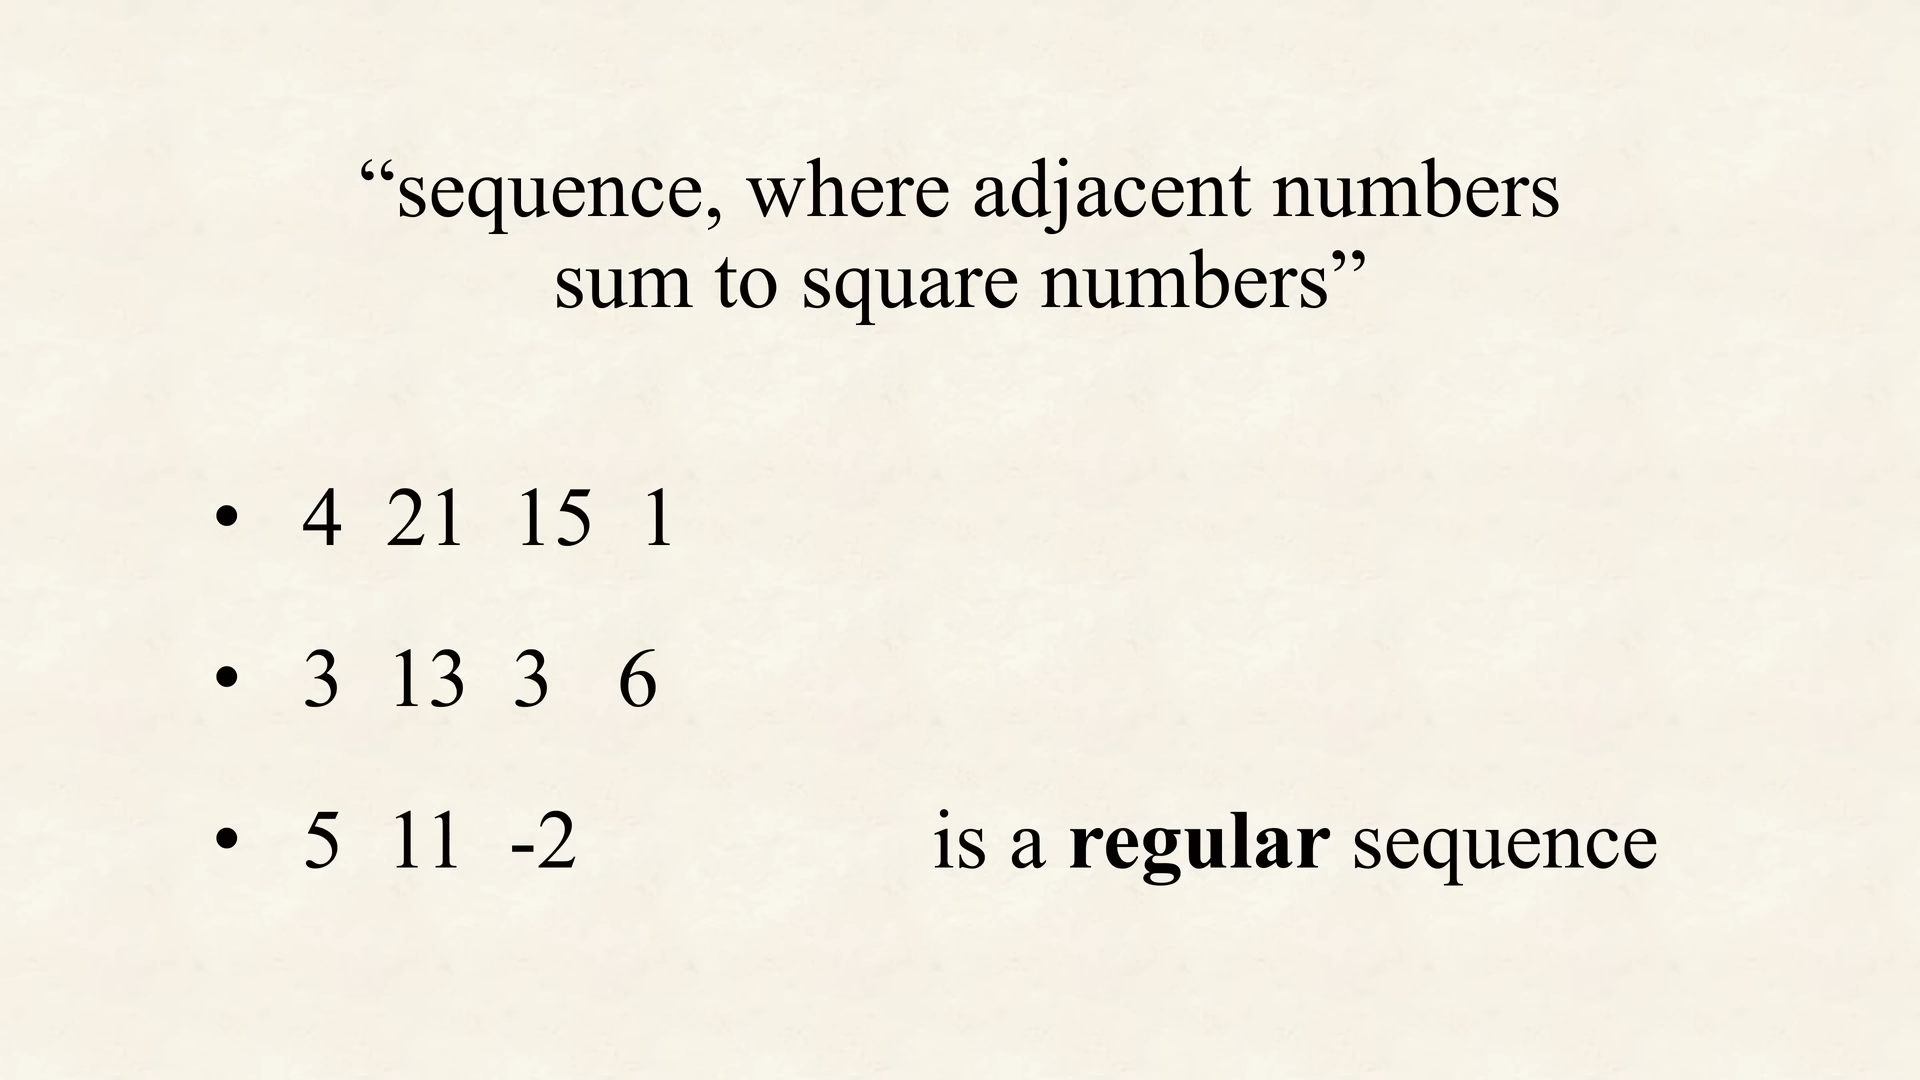 “sequence, where adjacent numbers
sum to square numbers”
• 4 21 15 1
• 3 13 3 6
• 5 11 -2 is a regular sequence